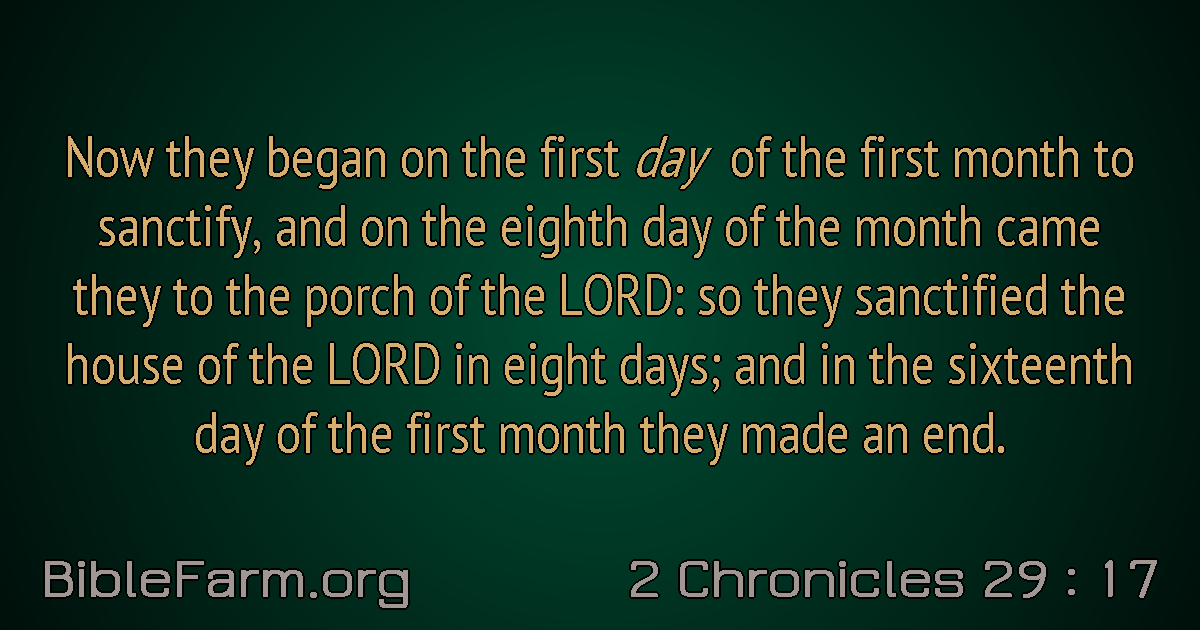 Now they began on the first day of the first month to
sanctify, and on the eighth day of the month came
they to the porch of the LORD: so they sanctified the
house of the LORD in eight days; and in the sixteenth
day of the first month they made an end.
BibleFarm.org
2 Chronicles 29 : 17